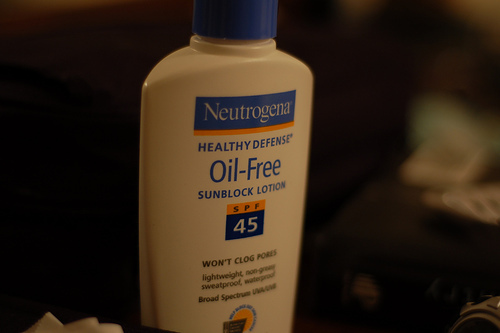 Neutrogena®
HEALTHY DEFENSE®
Oil-Free
SUNBLOCK LOTION
SPF
45
WON'T CLOG PORES
lightweight, non-greasy
sweatproof, waterproof
Broad Spectrum UVA/UVB